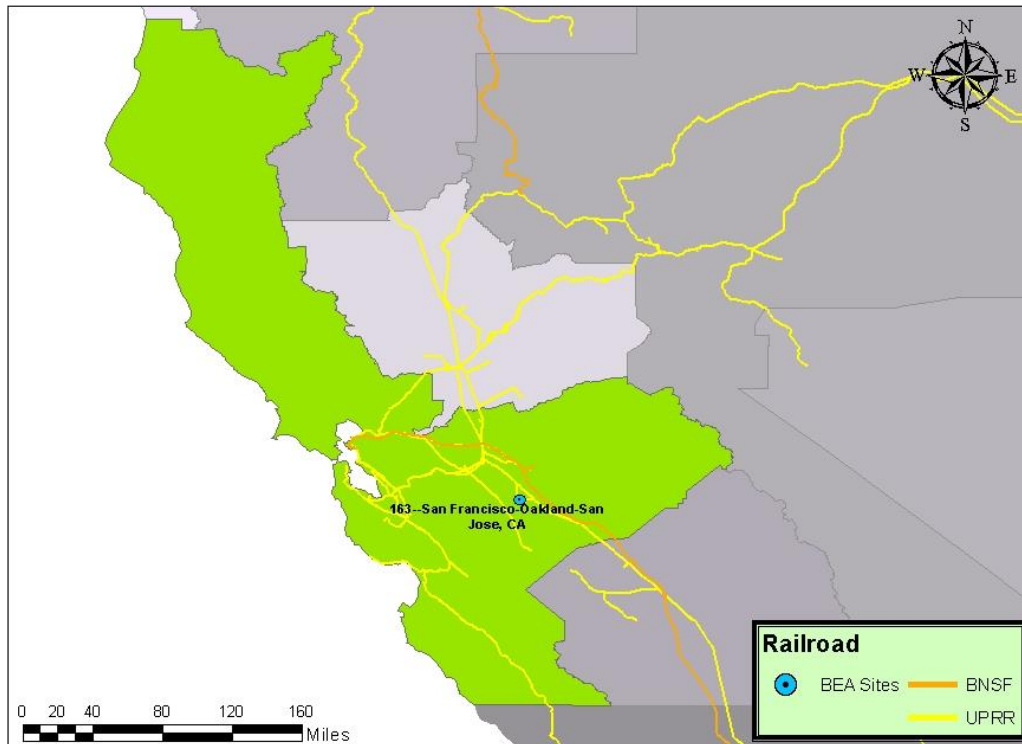 N
W E
S
163--San Francisco-Oakland-San
Jose, CA
Railroad
BEA Sites BNSF
UPRR
0 20 40 80 120 160
Miles